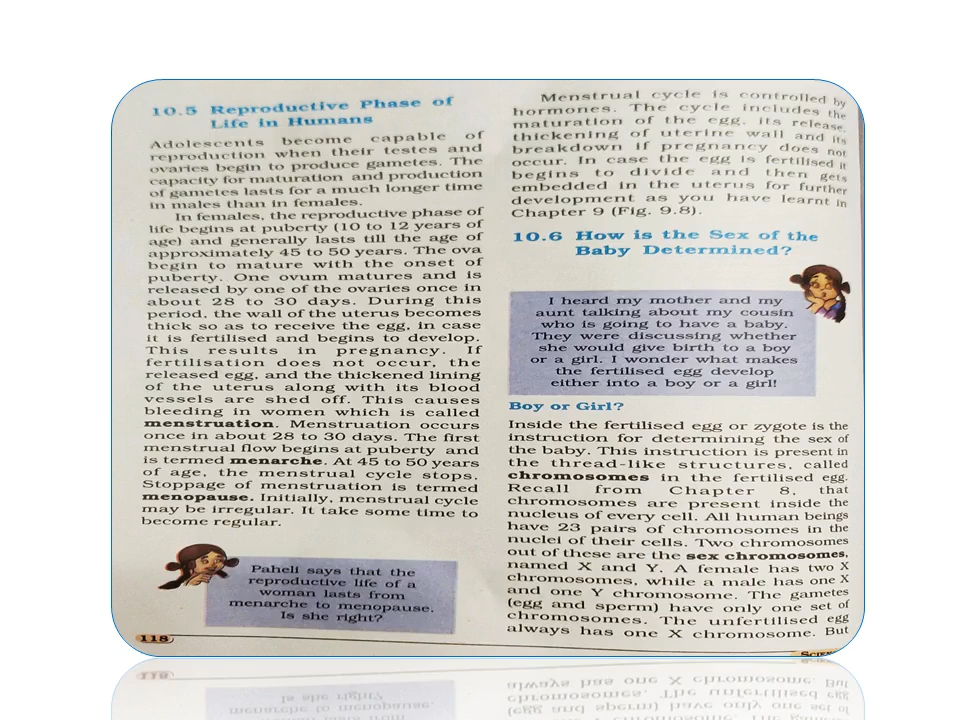 10.5 Reproductive Phase of
Life in Humans
Adolescents become capable of
reproduction when their testes and
ovaries begin to produce gametes. The
capacity for maturation and production
of gametes lasts for a much longer time
in males than in females.
In females, the reproductive phase of
life begins at puberty (10 to 12 years of
age) and generally lasts till the age of
approximately 45 to 50 years. The ova
begin to mature with the onset of
puberty. One ovum matures and is
released by one of the ovaries once in
about 28 to 30 days. During this
period, the wall of the uterus becomes
thick so as to receive the egg, in case
it is fertilised and begins to develop.
This results in pregnancy. If
fertilisation does not occur, the
released egg, and the thickened lining
of the uterus along with its blood
vessels are shed off. This causes
bleeding in women which is called
menstruation. Menstruation occurs
once in about 28 to 30 days. The first
menstrual flow begins at puberty and
is termed menarche. At 45 to 50 years
of age, the menstrual cycle stops.
Stoppage of menstruation is termed
menopause. Initially, menstrual cycle
may be irregular. It take some time to
become regular.
Paheli says that the
reproductive life of a
woman lasts from
menarche to menopause.
Is she right?
118
Menstrual cycle is controlled by
hormones. The cycle includes the
maturation of the egg, its release,
thickening of uterine wall and its
breakdown if pregnancy does not
occur. In case the egg is fertilised it
begins to divide and then gets
embedded in the uterus for further
development as you have learnt in
Chapter 9 (Fig. 9.8).
10.6 How is the Sex of the
Baby Determined?
I heard my mother and my
aunt talking about my cousin
who is going to have a baby.
They were discussing whether
she would give birth to a boy
or a girl. I wonder what makes
the fertilised egg develop
either into a boy or a girl!
Boy or Girl?
Inside the fertilised egg or zygote is the
instruction for determining the sex of
the baby. This instruction is present in
the thread-like structures, called
chromosomes in the fertilised egg.
Recall from Chapter 8, that
chromosomes are present inside the
nucleus of every cell. All human beings
have 23 pairs of chromosomes in the
nuclei of their cells. Two chromosomes
out of these are the sex chromosomes,
named X and Y. A female has two X
chromosomes, while a male has one X
and one Y chromosome. The gametes
(egg and sperm) have only one set of
chromosomes. The unfertilised egg
always has one X chromosome. But